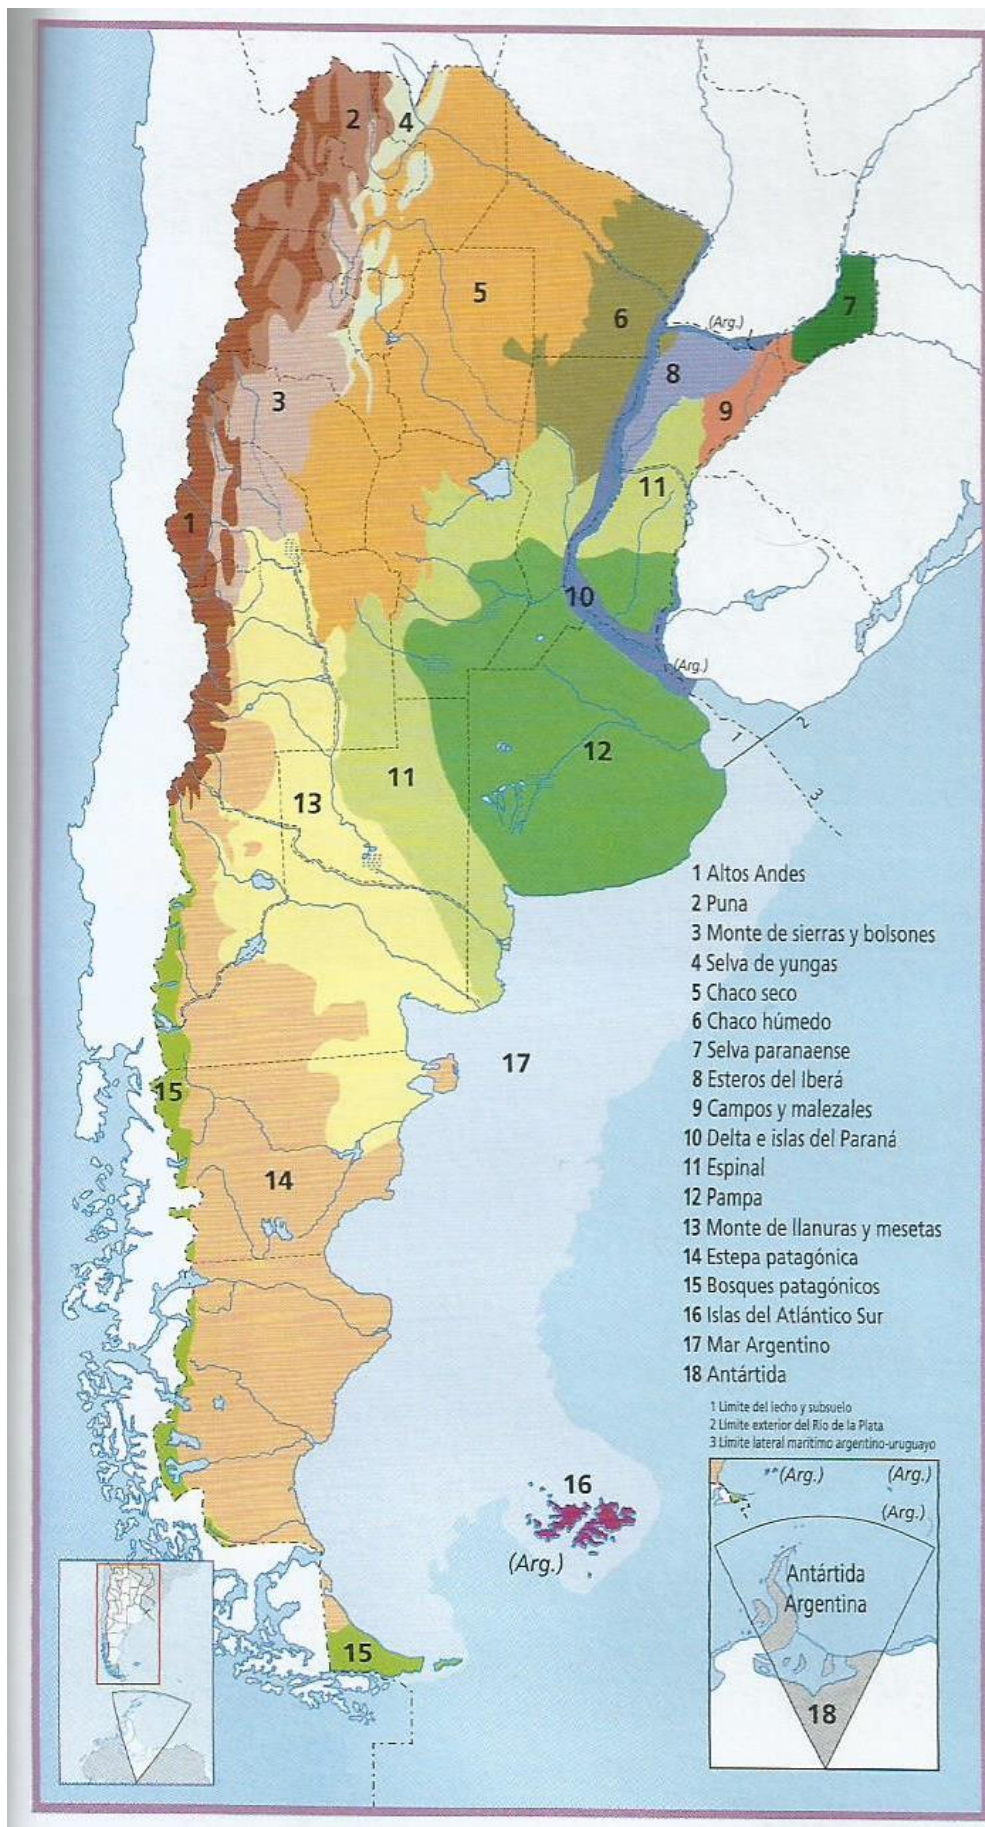 2
4
5
6
7
(Arg.)
8
3
9
11
1
10
(Arg.)
2
1
12
11
13
3
1 Altos Andes
2 Puna
3 Monte de sierras y bolsones
4 Selva de yungas
5 Chaco seco
6 Chaco húmedo
7 Selva paranaense
8 Esteros del Iberá
9 Campos y malezales
10 Delta e islas del Paraná
11 Espinal
12 Pampa
13 Monte de llanuras y mesetas
14 Estepa patagónica
15 Bosques patagónicos
16 Islas del Atlántico Sur
17 Mar Argentino
18 Antártida
17
15
14
1 Límite del lecho y subsuelo
2 Límite exterior del Río de la Plata
3 Límite lateral marítimo argentino-uruguayo
16
(Arg.)
(Arg.)
(Arg.)
(Arg.)
Antártida
Argentina
15
18